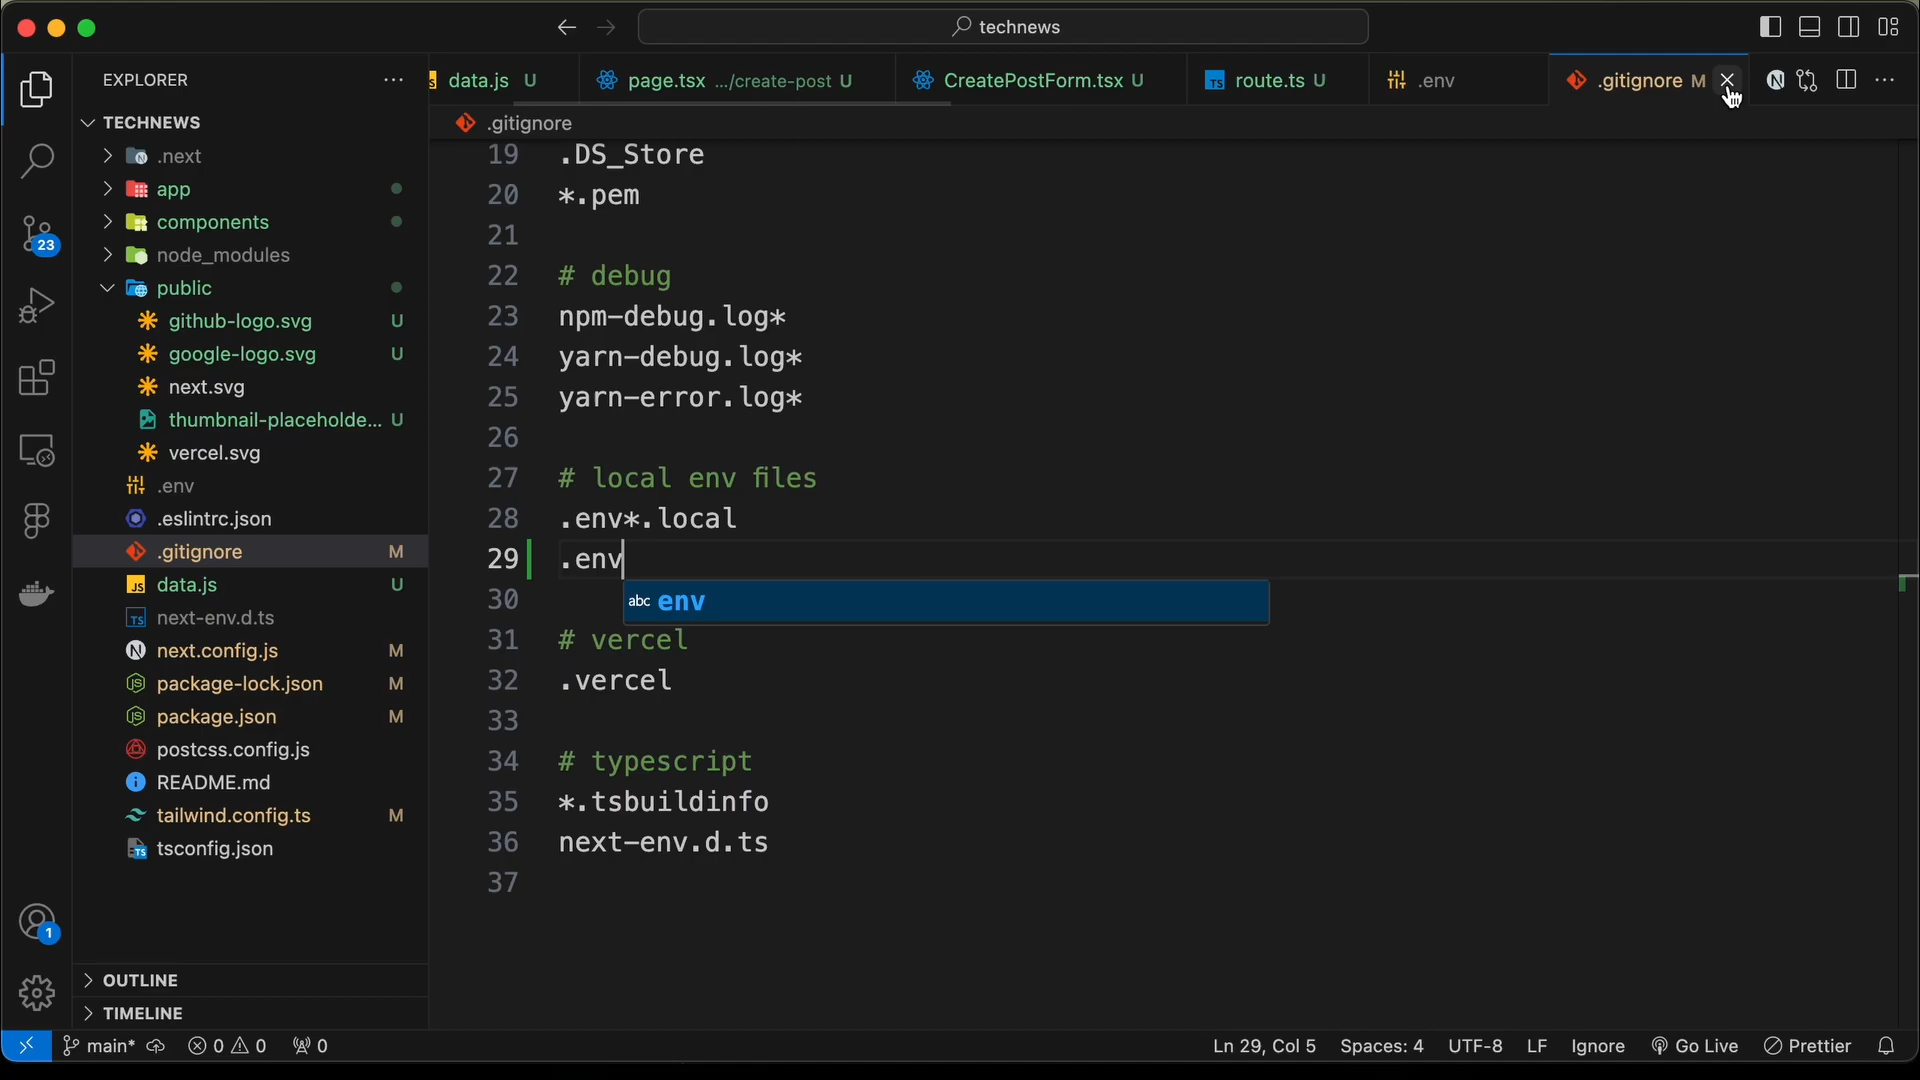 technews
EXPLORER
data.js U
page.tsx .../create-post U
CreatePostForm.tsx U
TS route.ts U
.env
.gitignore M
N
TECHNEWS
.gitignore
.next
app
components
node_modules
public
github-logo.svg U
google-logo.svg U
next.svg
thumbnail-placeholde... U
vercel.svg
.env
.eslintrc.json
.gitignore M
JS data.js U
TS next-env.d.ts
N next.config.js M
JS package-lock.json M
JS package.json M
postcss.config.js
README.md
tailwind.config.ts M
TS tsconfig.json
OUTLINE
TIMELINE
23
1
19 .DS_Store
20 *.pem
21
22 # debug
23 npm-debug.log*
24 yarn-debug.log*
25 yarn-error.log*
26
27 # local env files
28 .env*.local
29 .env
30
abc env
31 # vercel
32 .vercel
33
34 # typescript
35 *.tsbuildinfo
36 next-env.d.ts
37
main* 0 0 0 Ln 29, Col 5 Spaces: 4 UTF-8 LF Ignore Go Live Prettier